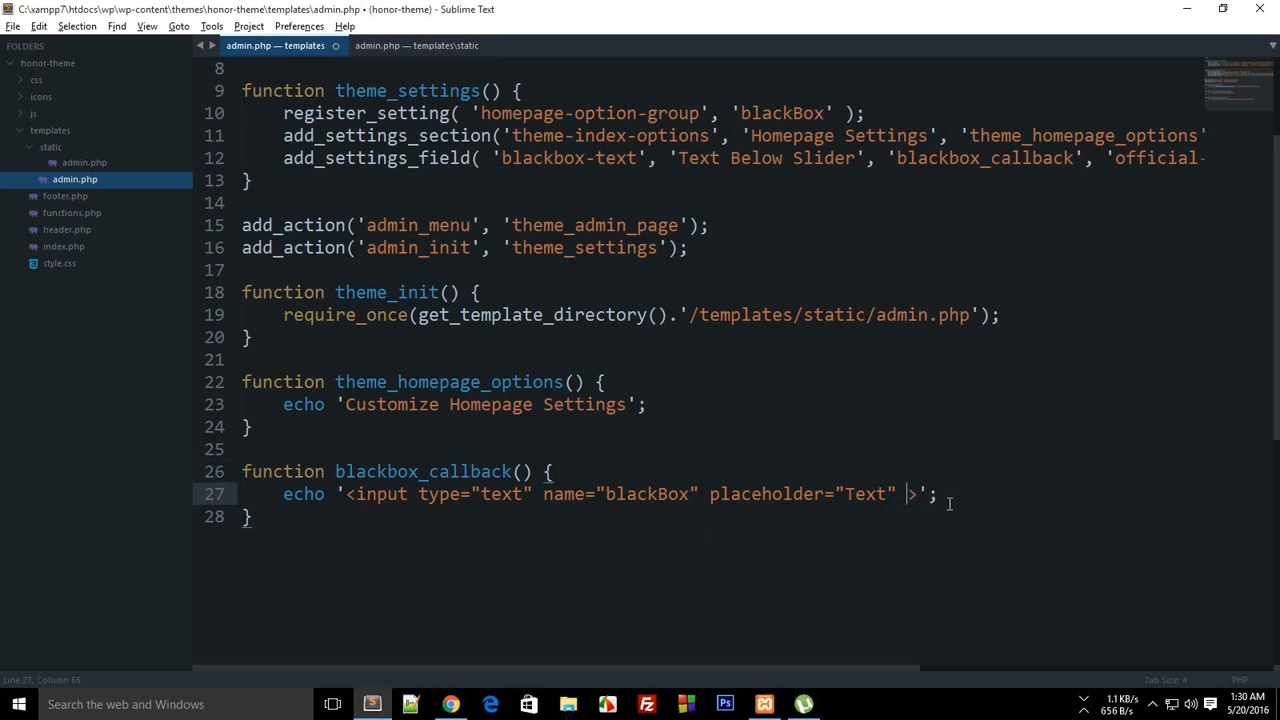 C:\xampp7\htdocs\wp\wp-content\themes\honor-theme\templates\admin.php • (honor-theme) - Sublime Text
File Edit Selection Find View Goto Tools Project Preferences Help
FOLDERS
honor-theme
css
icons
js
templates
static
admin.php
admin.php
footer.php
functions.php
header.php
index.php
style.css
admin.php — templates admin.php — templates\static
8
9 function theme_settings() {
10 register_setting( 'homepage-option-group', 'blackBox' );
11 add_settings_section('theme-index-options', 'Homepage Settings', 'theme_homepage_options'
12 add_settings_field( 'blackbox-text', 'Text Below Slider', 'blackbox_callback', 'official-
13 }
14
15 add_action('admin_menu', 'theme_admin_page');
16 add_action('admin_init', 'theme_settings');
17
18 function theme_init() {
19 require_once(get_template_directory().'/templates/static/admin.php');
20 }
21
22 function theme_homepage_options() {
23 echo 'Customize Homepage Settings';
24 }
25
26 function blackbox_callback() {
27 echo '<input type="text" name="blackBox" placeholder="Text" >';
28 }
Tab Size: 4 PHP
Search the web and Windows
1.1 KB/s
656 B/s
1:30 AM
5/20/2016